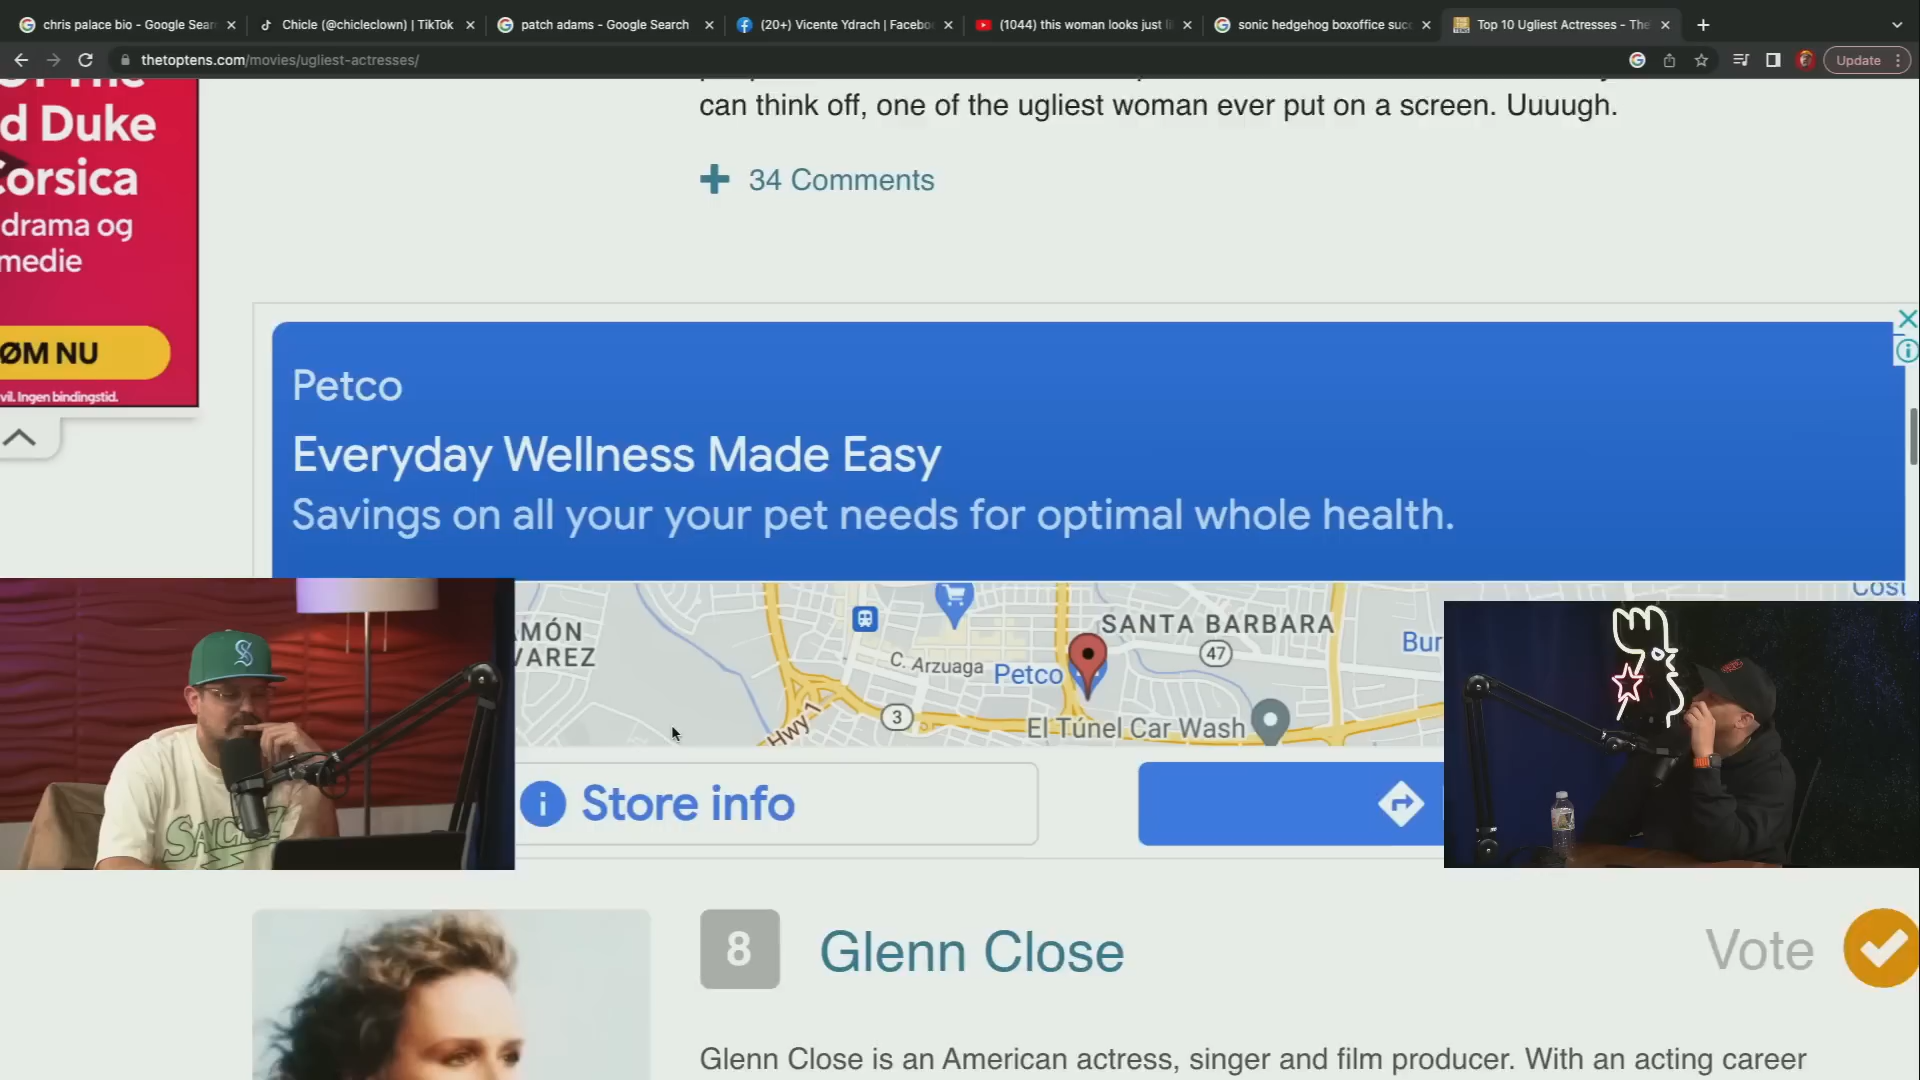 chris palace bio - Google Sear
Chicle (@chicleclown) | TikTok
patch adams - Google Search
(20+) Vicente Ydrach | Facebo
(1044) this woman looks just l
sonic hedgehog boxoffice suc
Top 10 Ugliest Actresses - The
thetoptens.com/movies/ugliest-actresses/
Update
can think off, one of the ugliest woman ever put on a screen. Uuuugh.
34 Comments
d Duke
Corsica
drama og
medie
ØM NU
vil. Ingen bindingstid.
Petco
Everyday Wellness Made Easy
Savings on all your your pet needs for optimal whole health.
SANTA BARBARA
47
C. Arzuaga
Petco
3
Hwy 1
El Túnel Car Wash
Bur
Store info
8
Glenn Close
Vote
Glenn Close is an American actress, singer and film producer. With an acting career